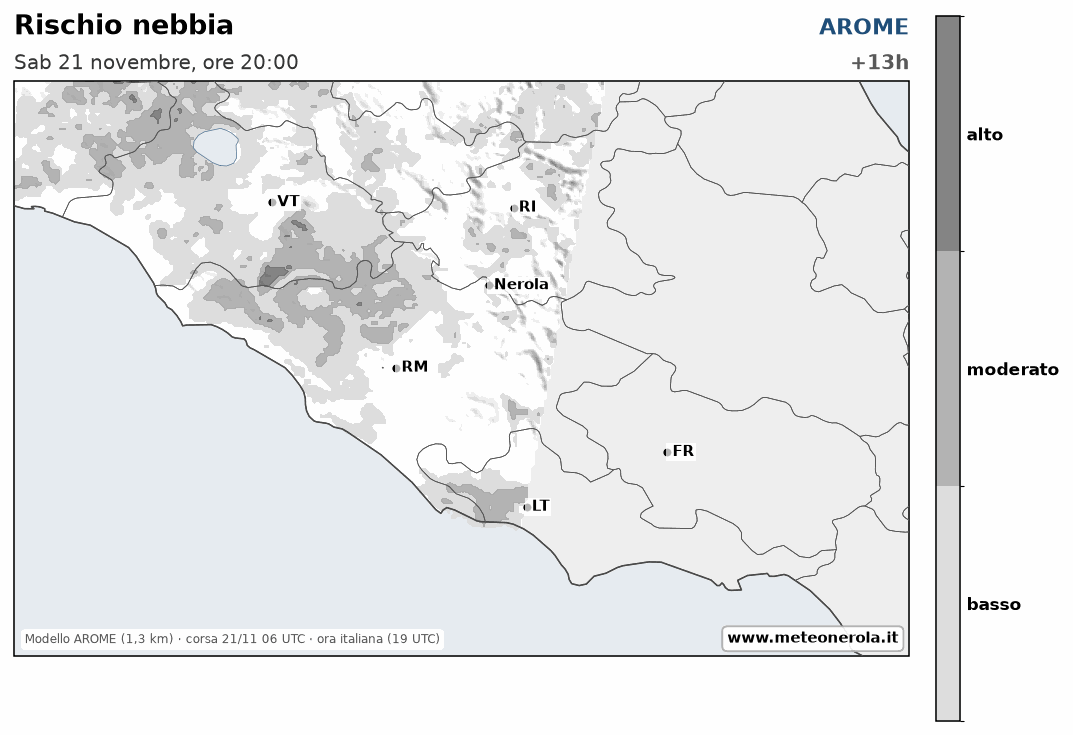 Rischio nebbia
AROME
Sab 21 novembre, ore 20:00
+13h
alto
VT
RI
Nerola
moderato
RM
FR
LT
basso
Modello AROME (1,3 km) · corsa 21/11 06 UTC · ora italiana (19 UTC)
www.meteonerola.it